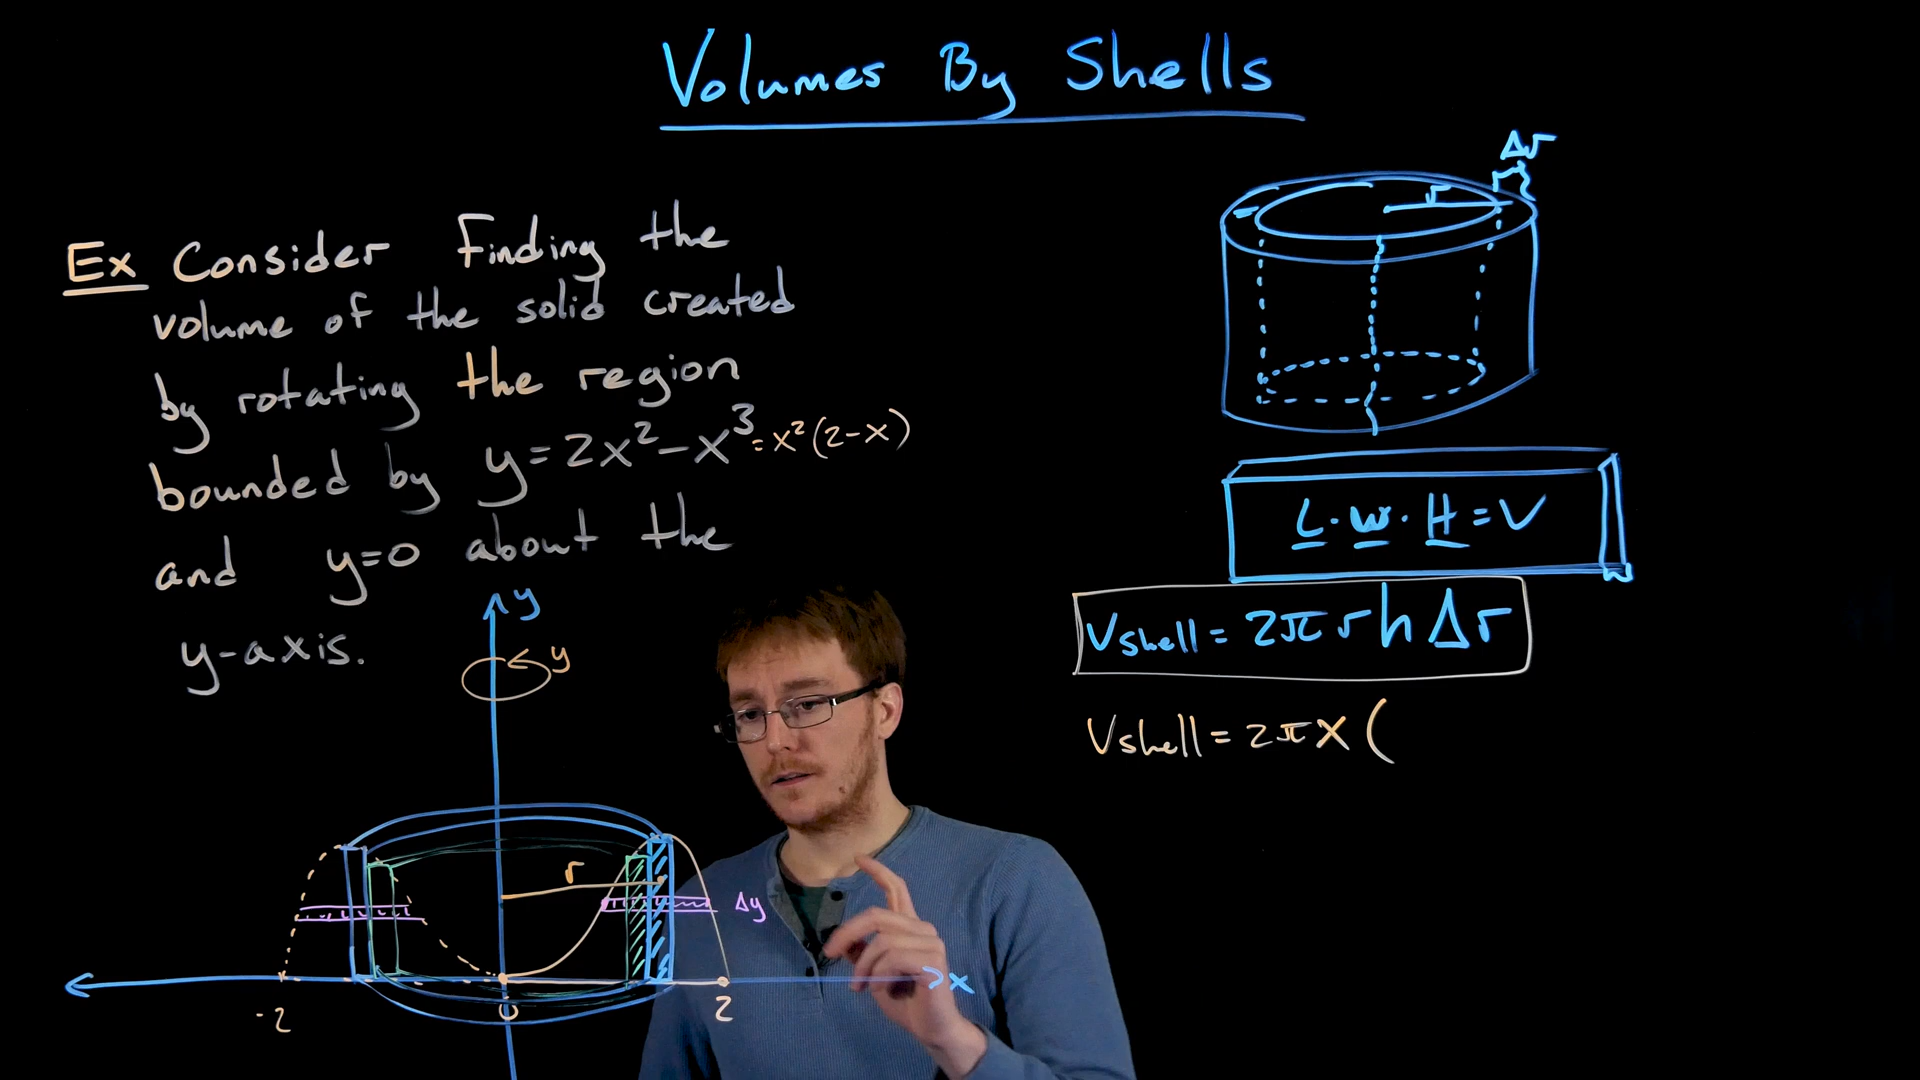 Volumes By Shells
Ex Consider Finding the
volume of the solid created
by rotating the region
bounded by y=2x²-x³=x²(2-x)
and y=0 about the
y-axis.
Δr
r
L·W·H=V
Vshell = 2πrhΔr
Vshell = 2πx(
y
y
r
Δy
x
-2
0
2